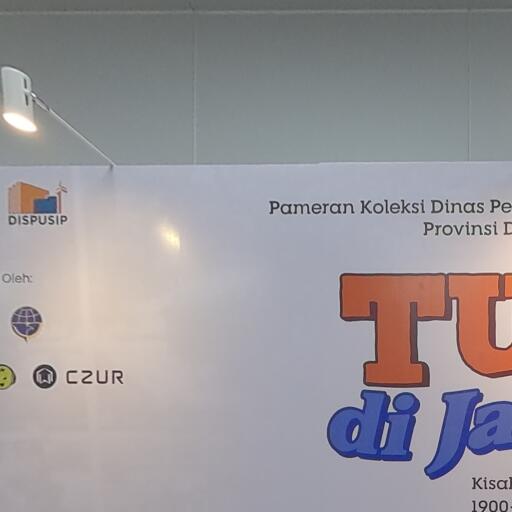 DISPUSIP
Oleh:
CZUR
Pameran Koleksi Dinas Pe
Provinsi D
TU
di Ja
Kisa
1900-